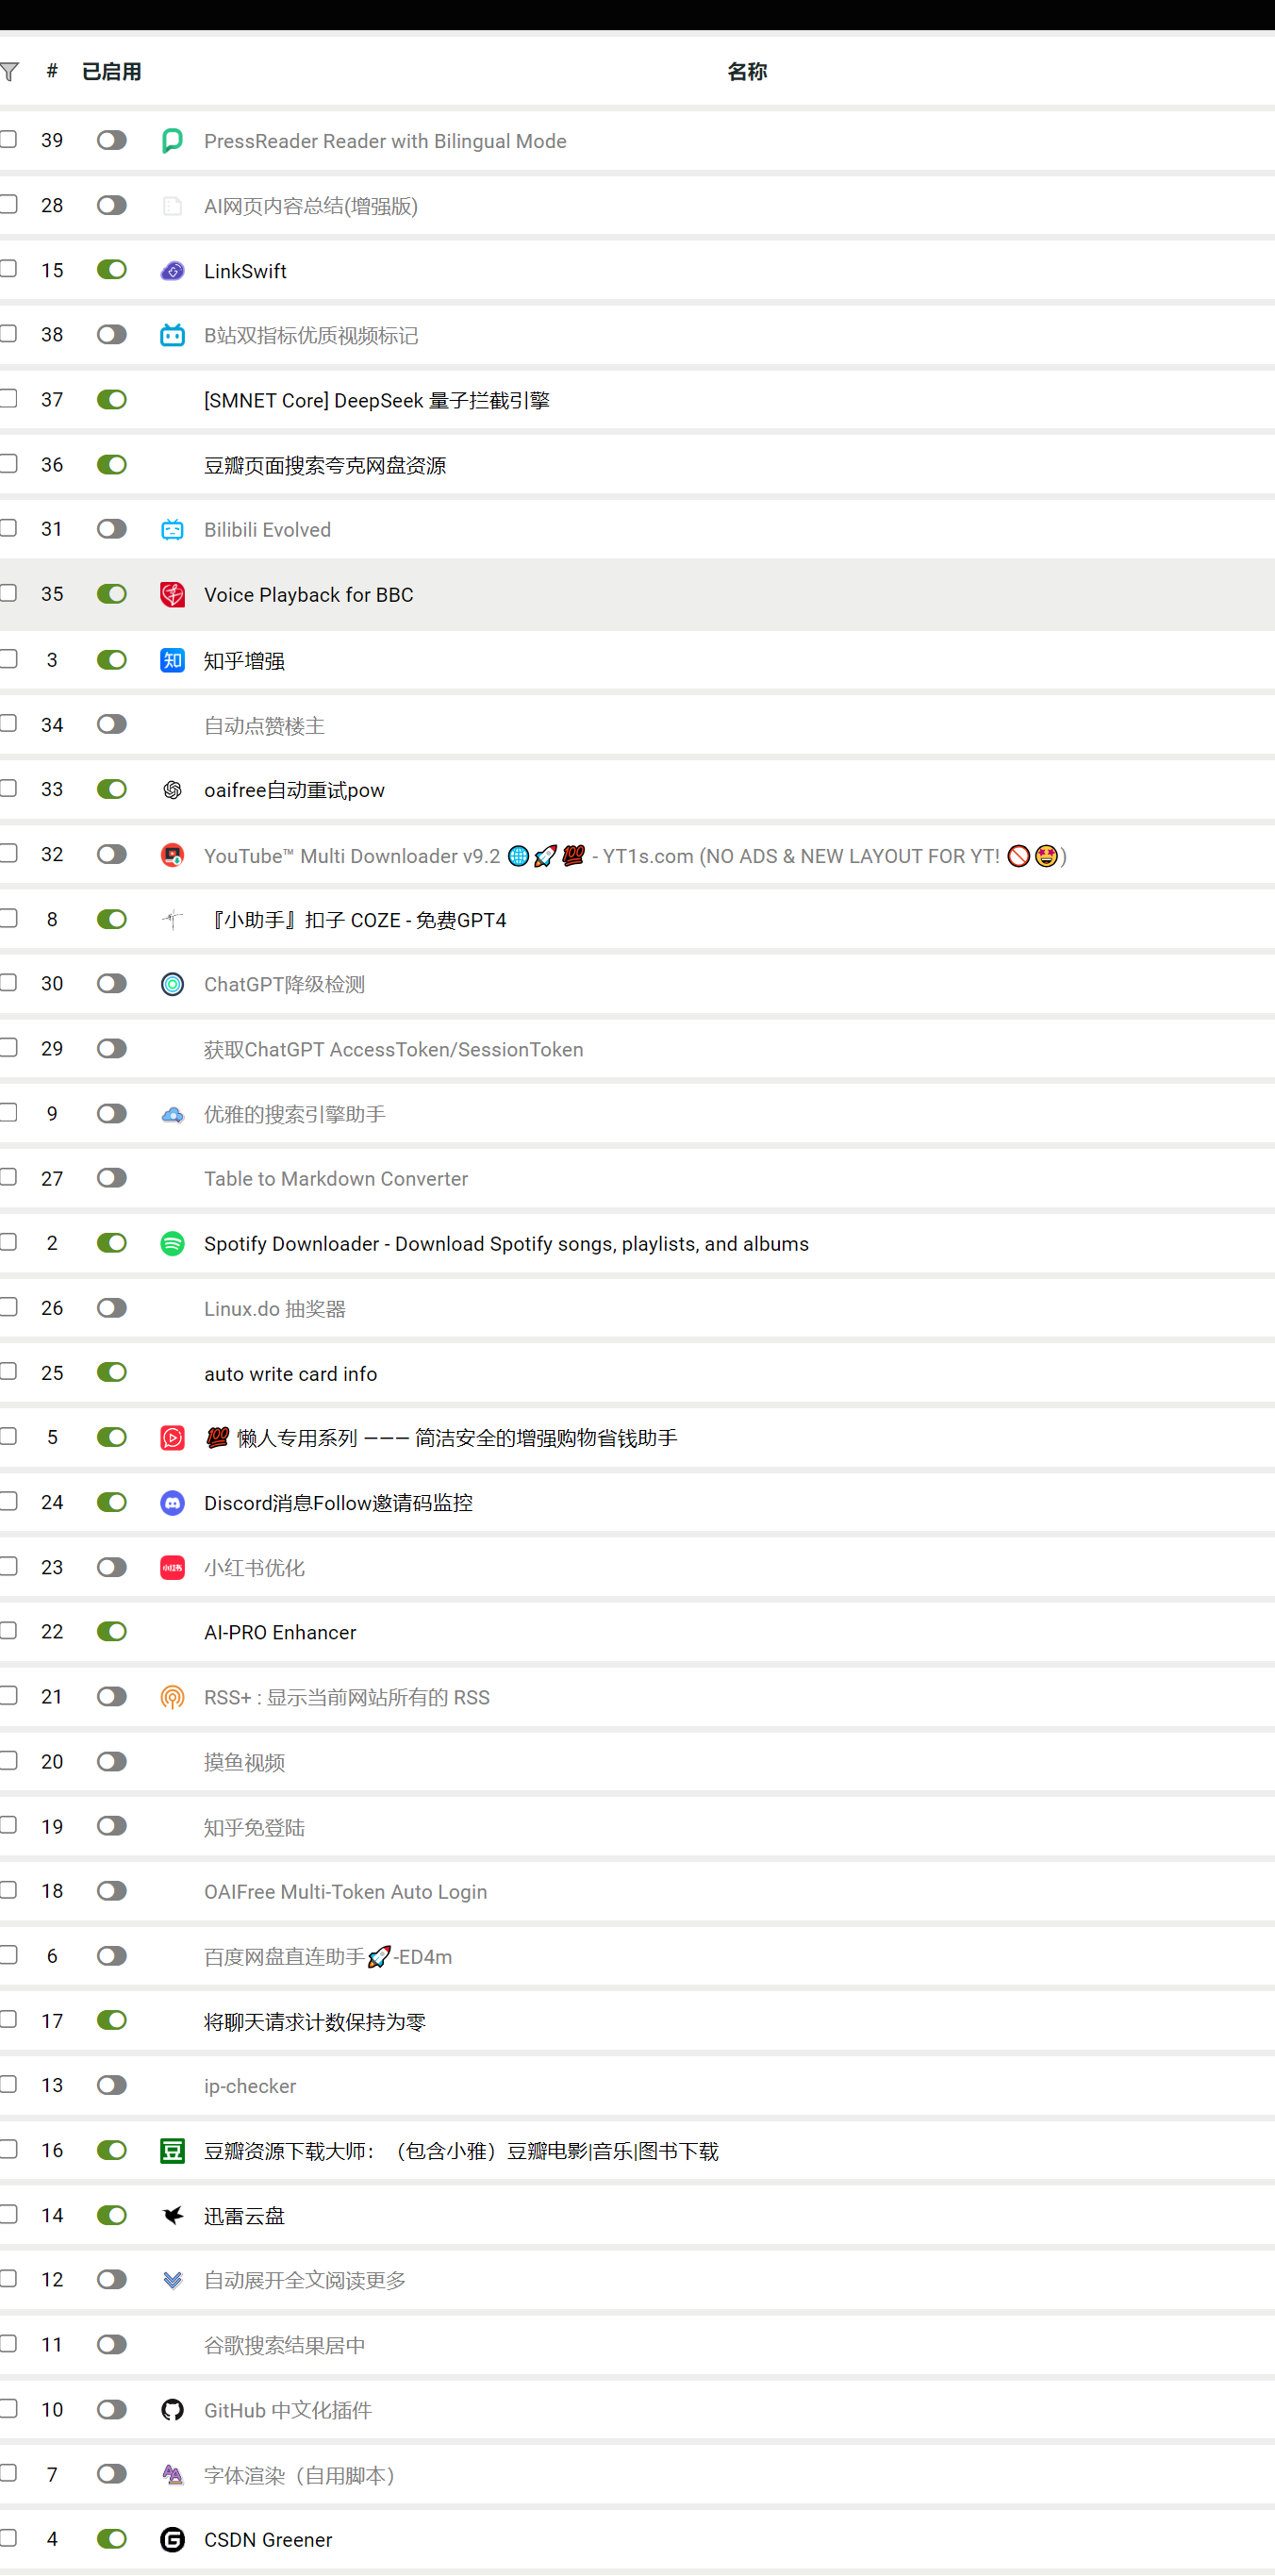 # 已启用 名称
39 PressReader Reader with Bilingual Mode
28 AI网页内容总结(增强版)
15 LinkSwift
38 B站双指标优质视频标记
37 [SMNET Core] DeepSeek 量子拦截引擎
36 豆瓣页面搜索夸克网盘资源
31 Bilibili Evolved
35 Voice Playback for BBC
3 知 知乎增强
34 自动点赞楼主
33 oaifree自动重试pow
32 YouTube™ Multi Downloader v9.2 🌐🚀💯 - YT1s.com (NO ADS & NEW LAYOUT FOR YT! 🚫🤩)
8 『小助手』扣子 COZE - 免费GPT4
30 ChatGPT降级检测
29 获取ChatGPT AccessToken/SessionToken
9 优雅的搜索引擎助手
27 Table to Markdown Converter
2 Spotify Downloader - Download Spotify songs, playlists, and albums
26 Linux.do 抽奖器
25 auto write card info
5 💯 懒人专用系列 ——— 简洁安全的增强购物省钱助手
24 Discord消息Follow邀请码监控
23 小红书 小红书优化
22 AI-PRO Enhancer
21 RSS+ : 显示当前网站所有的 RSS
20 摸鱼视频
19 知乎免登陆
18 OAIFree Multi-Token Auto Login
6 百度网盘直连助手🚀-ED4m
17 将聊天请求计数保持为零
13 ip-checker
16 豆 豆瓣资源下载大师：（包含小雅）豆瓣电影|音乐|图书下载
14 迅雷云盘
12 自动展开全文阅读更多
11 谷歌搜索结果居中
10 GitHub 中文化插件
7 字体渲染（自用脚本）
4 CSDN Greener